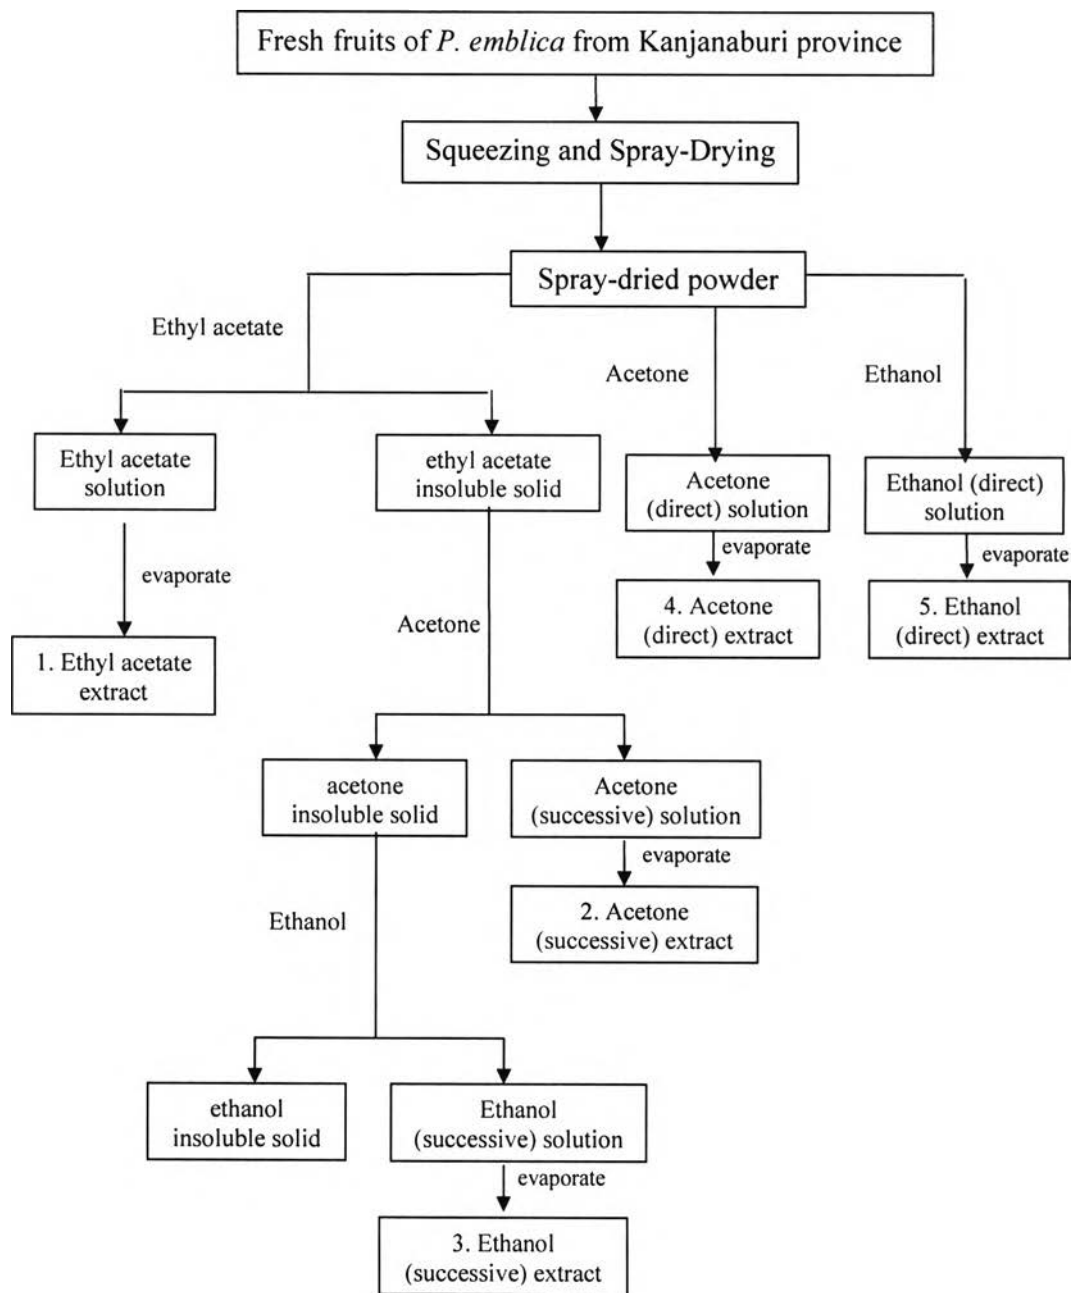 Fresh fruits of P. emblica from Kanjanaburi province
Squeezing and Spray-Drying
Spray-dried powder
Ethyl acetate
Acetone
Ethanol
Ethyl acetate
solution
ethyl acetate
insoluble solid
Acetone
(direct) solution
Ethanol (direct)
solution
evaporate
evaporate
evaporate
4. Acetone
(direct) extract
5. Ethanol
(direct) extract
Acetone
1. Ethyl acetate
extract
acetone
insoluble solid
Acetone
(successive) solution
evaporate
Ethanol
2. Acetone
(successive) extract
ethanol
insoluble solid
Ethanol
(successive) solution
evaporate
3. Ethanol
(successive) extract